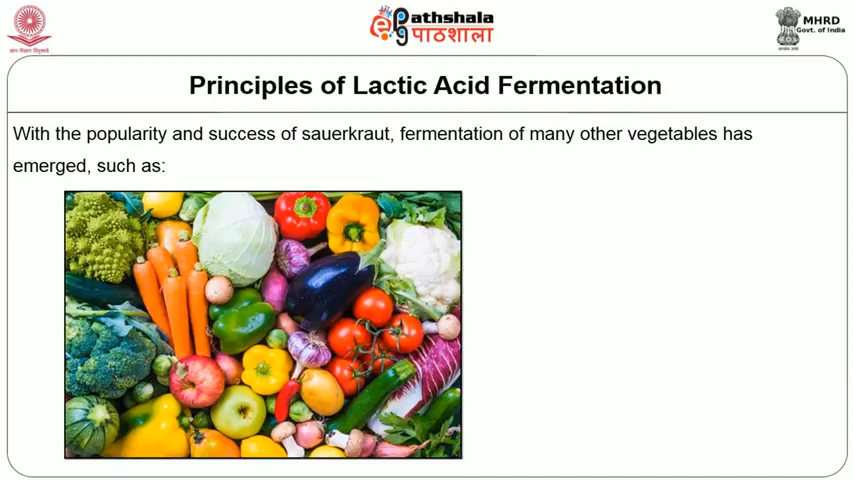 ePathshala
पाठशाला
MHRD
Govt. of India
Principles of Lactic Acid Fermentation
With the popularity and success of sauerkraut, fermentation of many other vegetables has
emerged, such as: